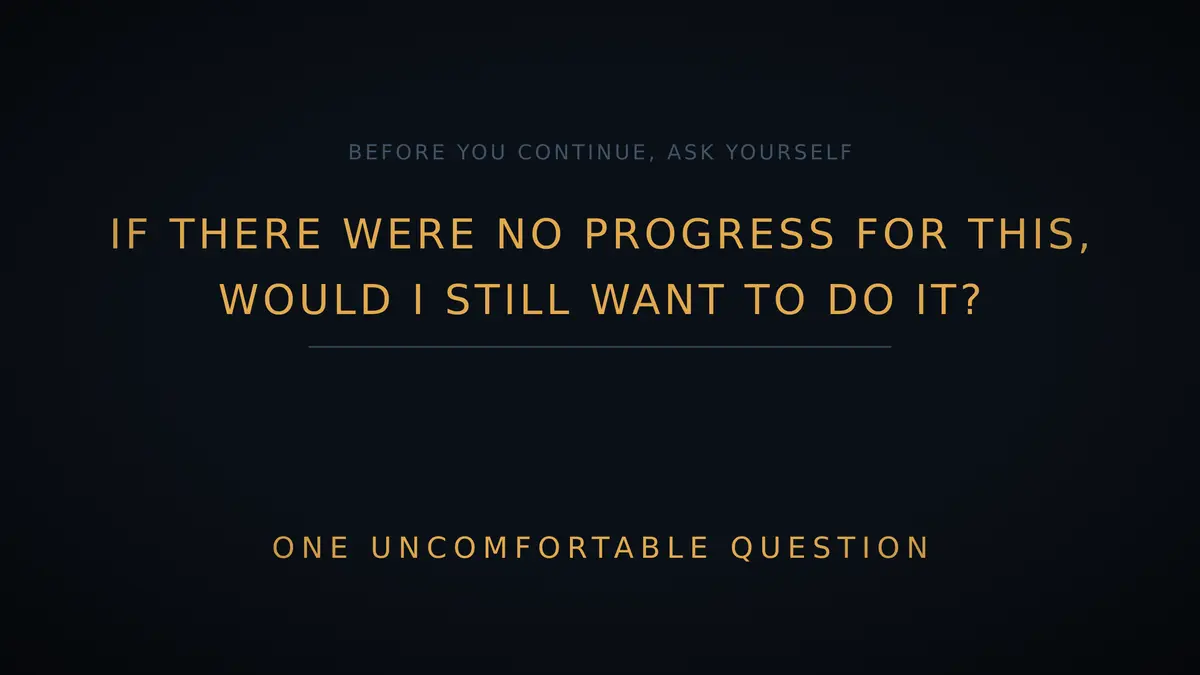 BEFORE YOU CONTINUE, ASK YOURSELF
IF THERE WERE NO PROGRESS FOR THIS,
WOULD I STILL WANT TO DO IT?
ONE UNCOMFORTABLE QUESTION